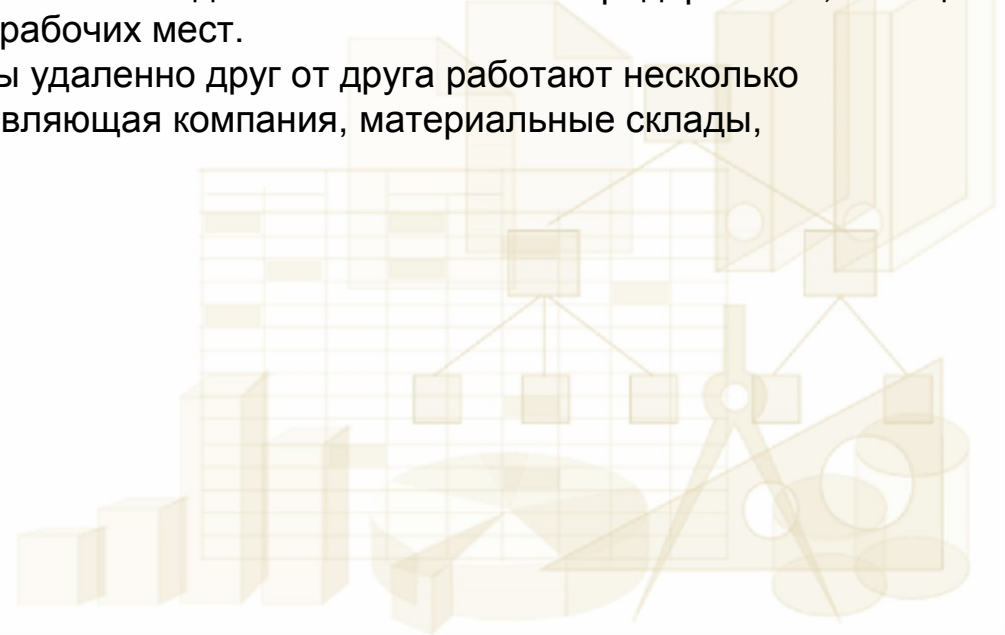 рабочих мест.
ы удаленно друг от друга работают несколько
вляющая компания, материальные склады,